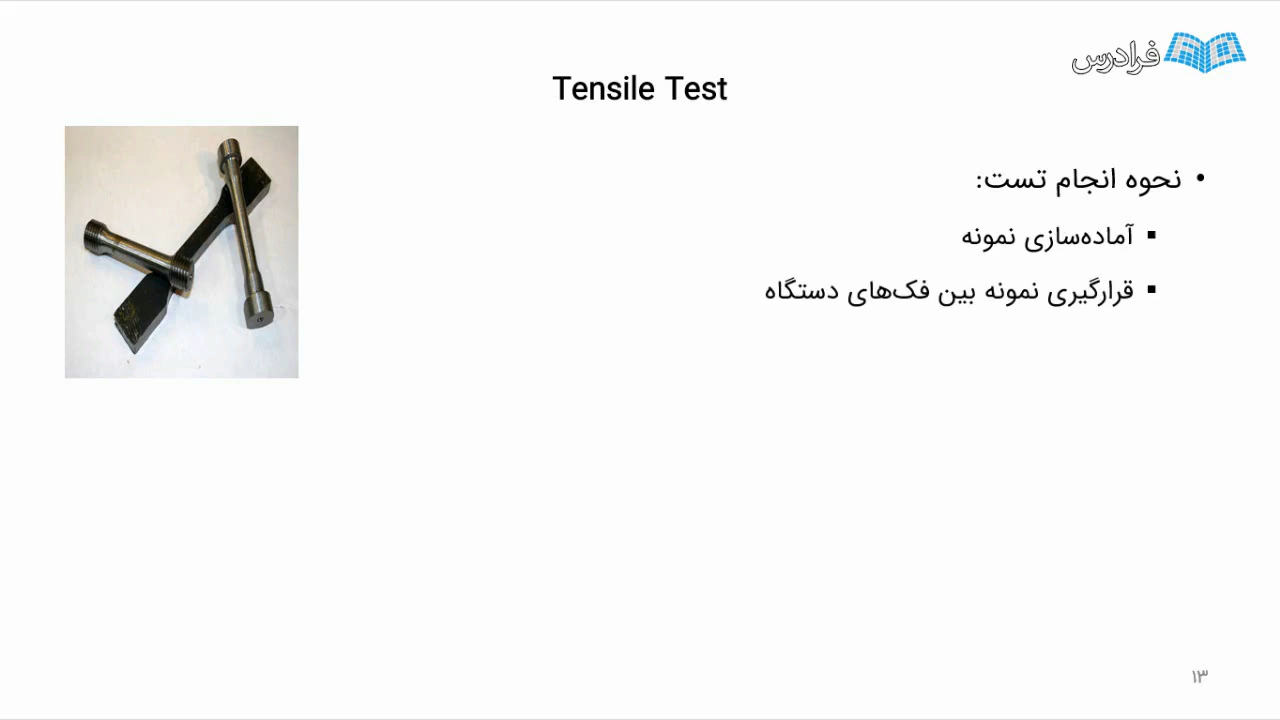 فرادرس
Tensile Test
• نحوه انجام تست:
▪ آماده‌سازی نمونه
▪ قرارگیری نمونه بین فک‌های دستگاه
۱۳